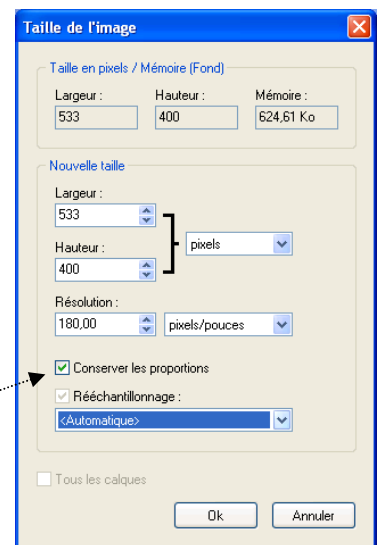 Taille de l'image
Taille en pixels / Mémoire (Fond)
Largeur : Hauteur : Mémoire :
533 400 624,61 Ko
Nouvelle taille
Largeur :
533
pixels
Hauteur :
400
Résolution :
180,00 pixels/pouces
Conserver les proportions
Rééchantillonnage :
<Automatique>
Tous les calques
Ok Annuler